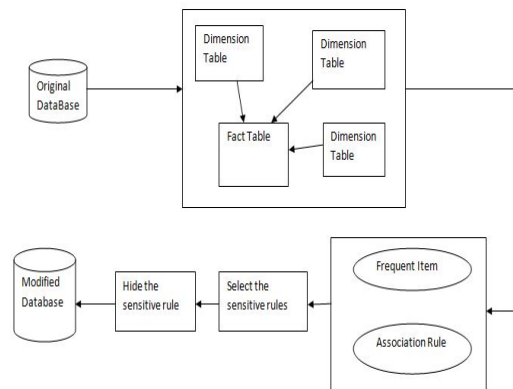 Original
DataBase
Dimension
Table
Dimension
Table
Fact Table
Dimension
Table
Modified
Database
Hide the
sensitive rule
Select the
sensitive rules
Frequent Item
Association Rule